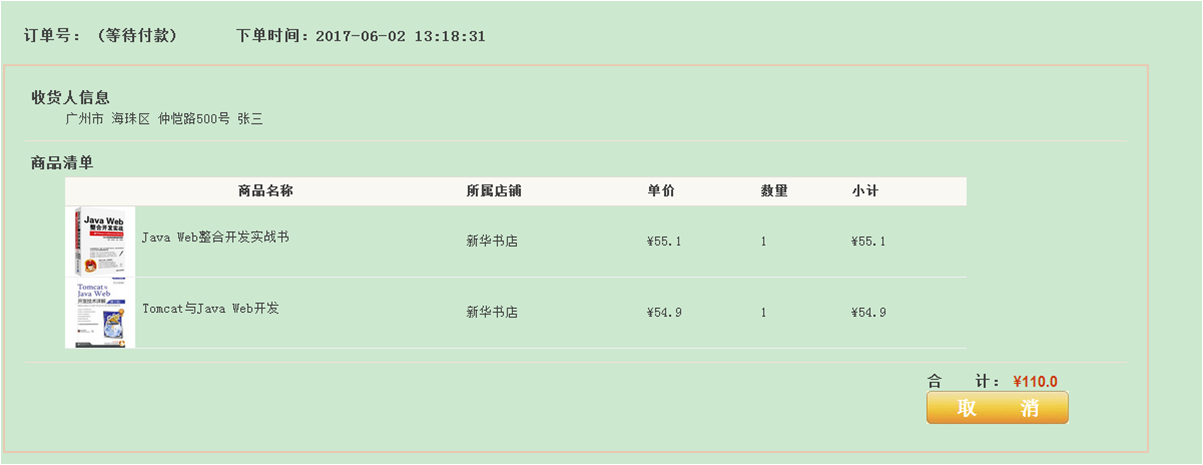 订单号：（等待付款） 下单时间：2017-06-02 13:18:31
收货人信息
广州市 海珠区 仲恺路500号 张三
商品清单
商品名称 所属店铺 单价 数量 小计
Java Web
整合开发实战
Java Web整合开发实战书 新华书店 ¥55.1 1 ¥55.1
Tomcat与
Java Web
开发技术详解
Tomcat与Java Web开发 新华书店 ¥54.9 1 ¥54.9
合 计： ¥110.0
取 消